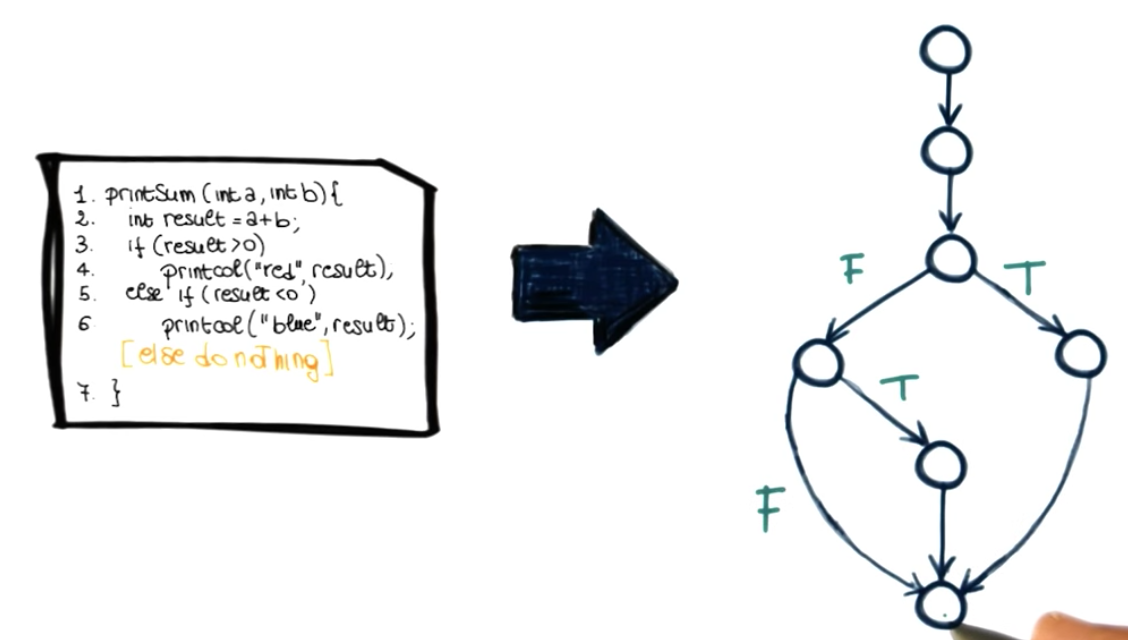 1. printSum (int a, int b) {
2. int result = a+b;
3. if (result >0)
4. printcol("red", result);
5. else if (result <0)
6 printcol ("blue", result);
[else do nothing]
7. }
F
T
T
F